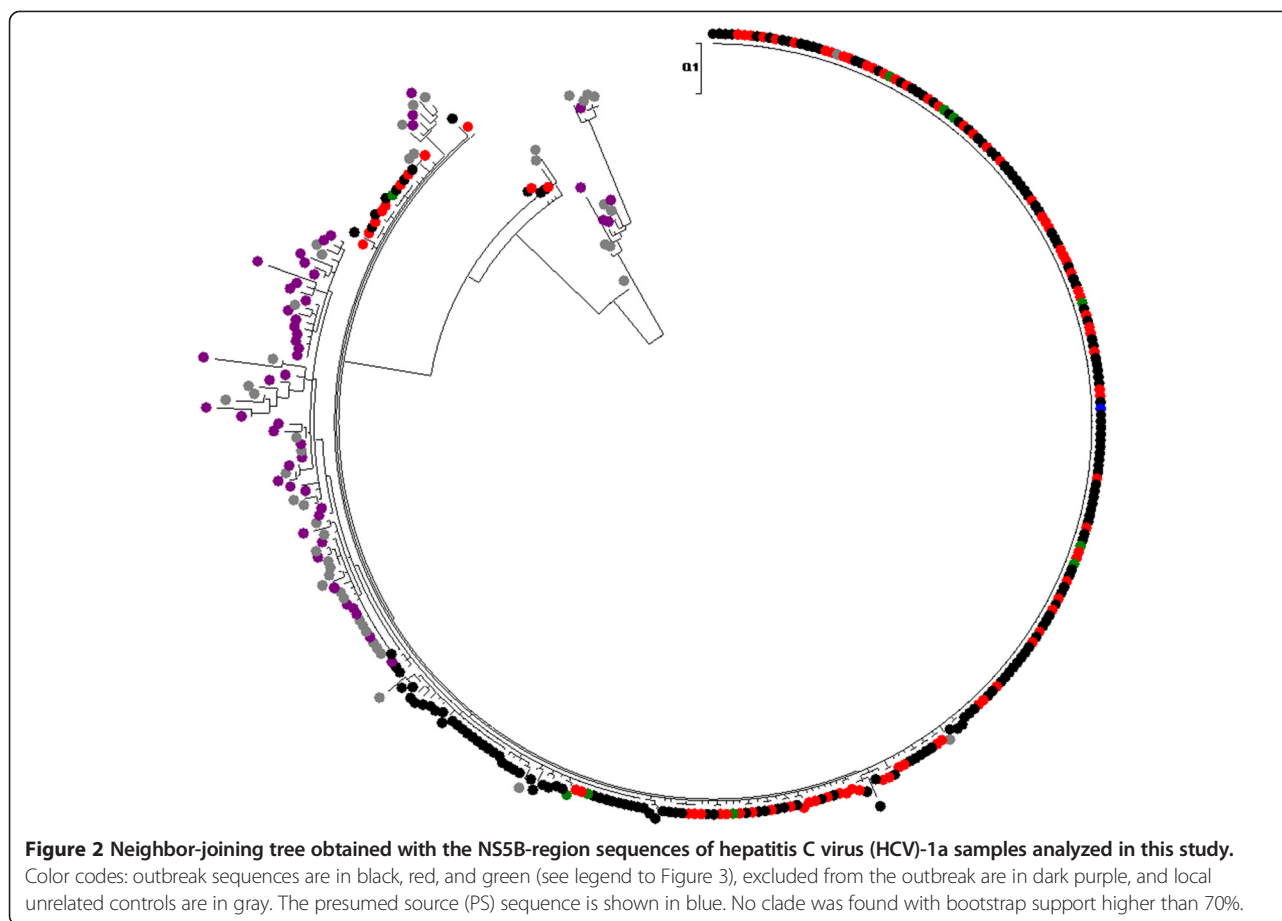 0.1
Figure 2 Neighbor-joining tree obtained with the NS5B-region sequences of hepatitis C virus (HCV)-1a samples analyzed in this study.
Color codes: outbreak sequences are in black, red, and green (see legend to Figure 3), excluded from the outbreak are in dark purple, and local
unrelated controls are in gray. The presumed source (PS) sequence is shown in blue. No clade was found with bootstrap support higher than 70%.